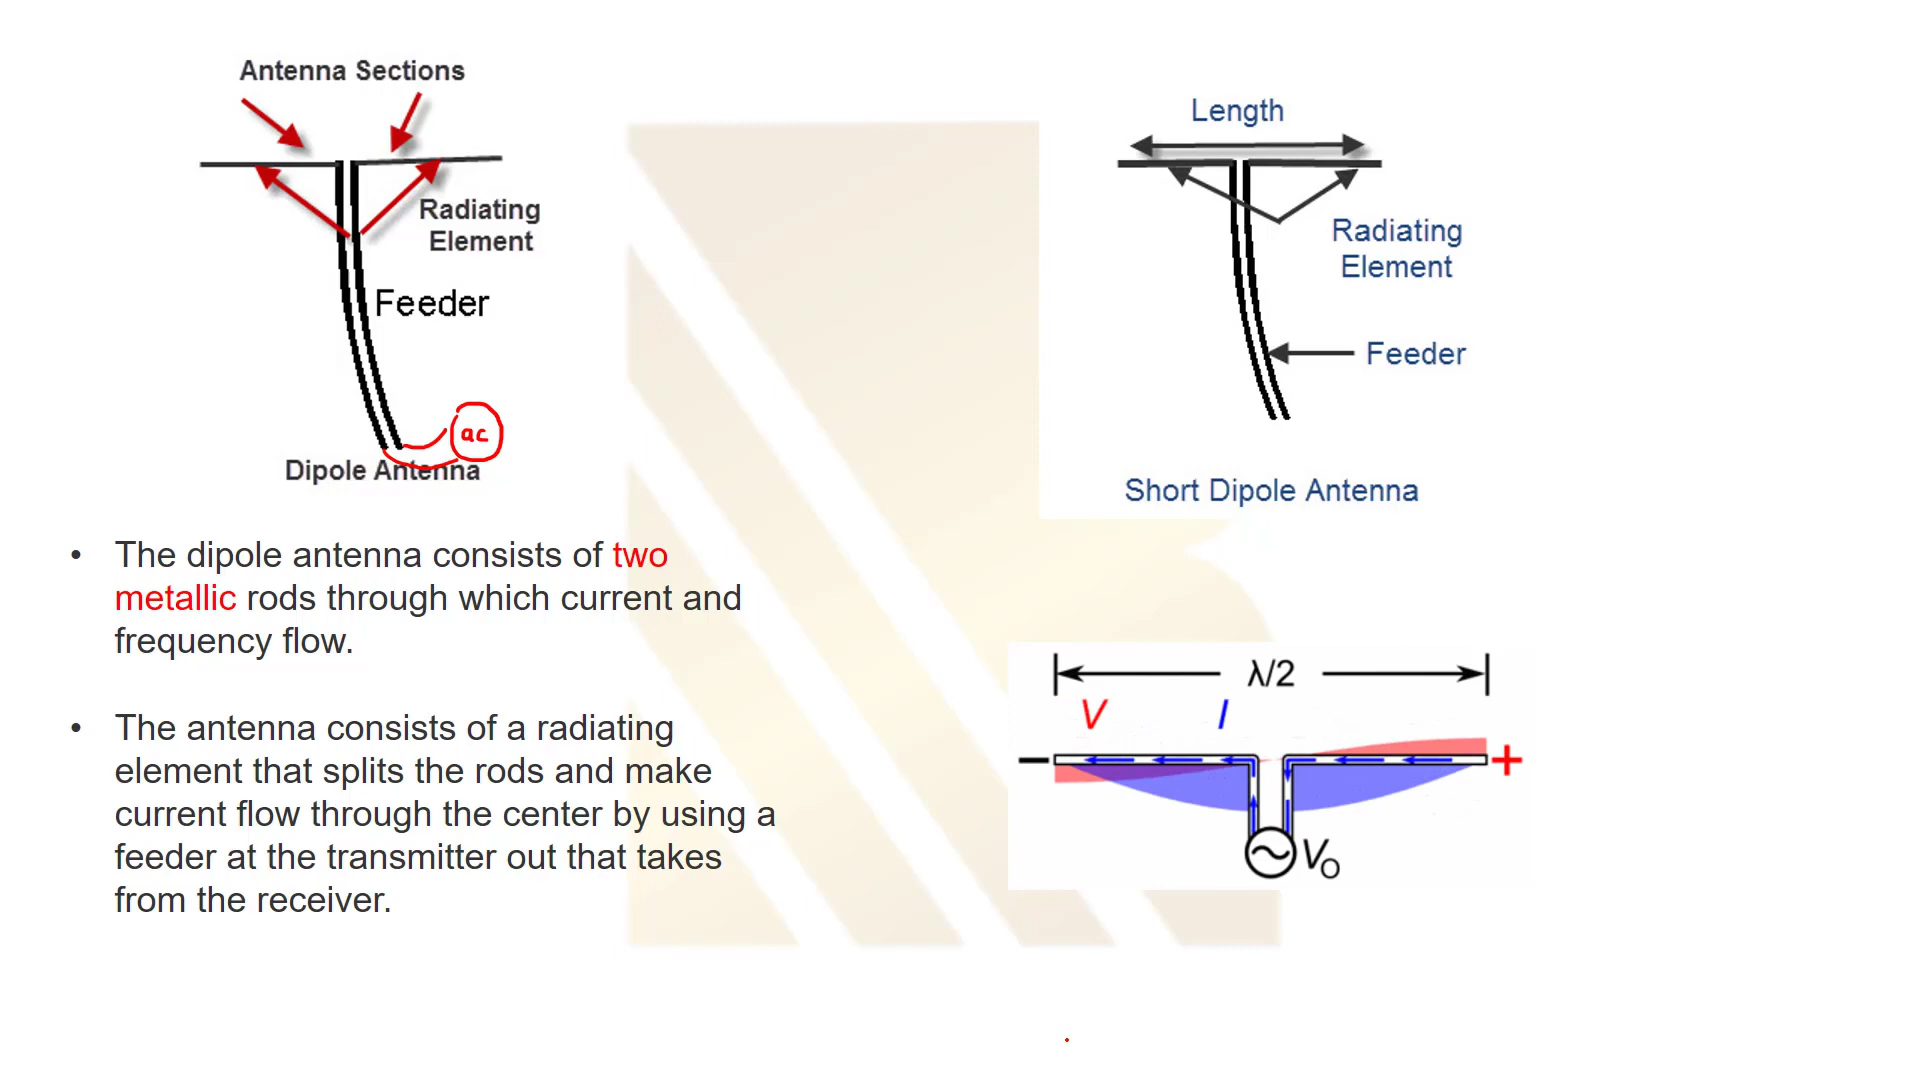 Antenna Sections
Radiating
Element
Feeder
ac
Dipole Antenna
• The dipole antenna consists of two
metallic rods through which current and
frequency flow.
• The antenna consists of a radiating
element that splits the rods and make
current flow through the center by using a
feeder at the transmitter out that takes
from the receiver.
Length
Radiating
Element
Feeder
Short Dipole Antenna
λ/2
V I
− +
V_O